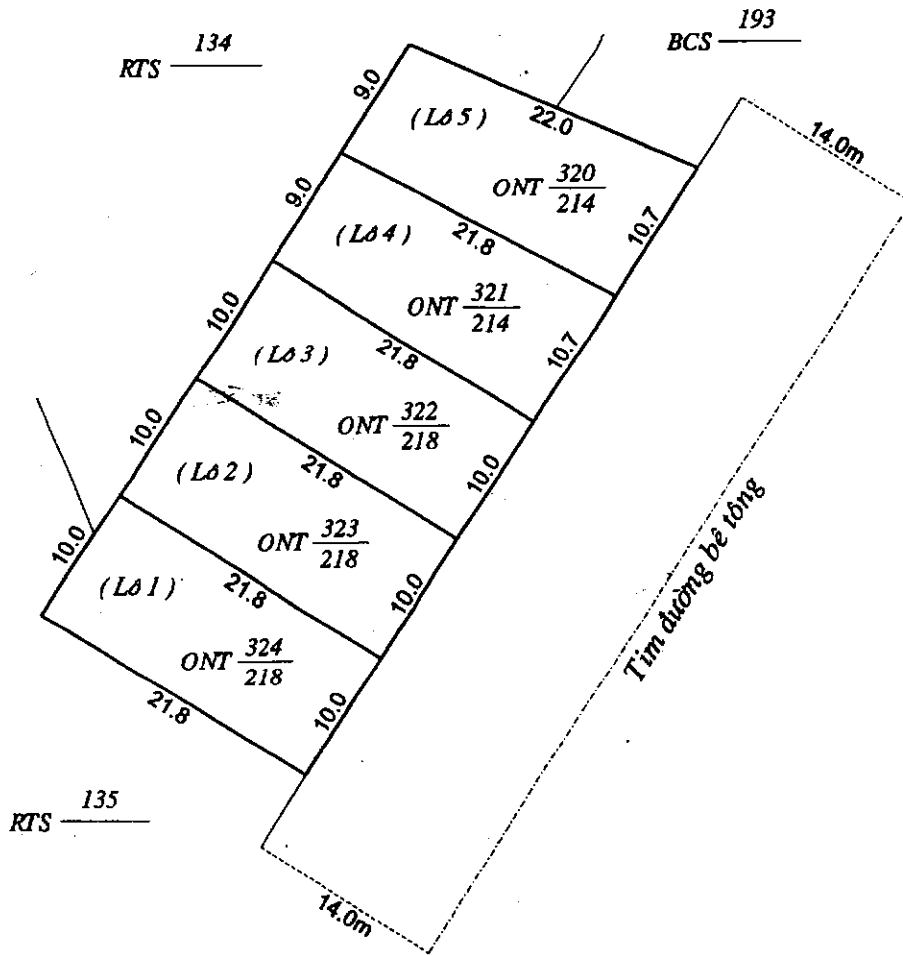 RTS 134
BCS 193
9.0
(Lô 5)
22.0
14.0m
ONT 320/214
10.7
9.0
(Lô 4)
21.8
ONT 321/214
10.7
10.0
(Lô 3)
21.8
ONT 322/218
10.0
10.0
(Lô 2)
21.8
ONT 323/218
10.0
10.0
(Lô 1)
21.8
ONT 324/218
10.0
21.8
Tim đường bê tông
RTS 135
14.0m